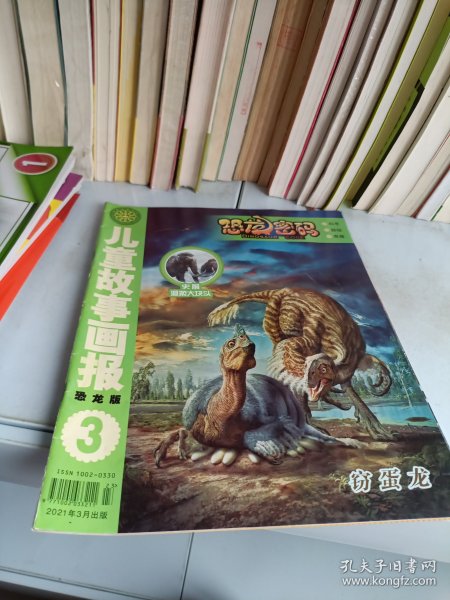 恐龙密码
儿童故事画报
恐龙版
3
ISSN 1002-0330
2021年3月出版
窃蛋龙
1
孔夫子旧书网
www.kongfz.com